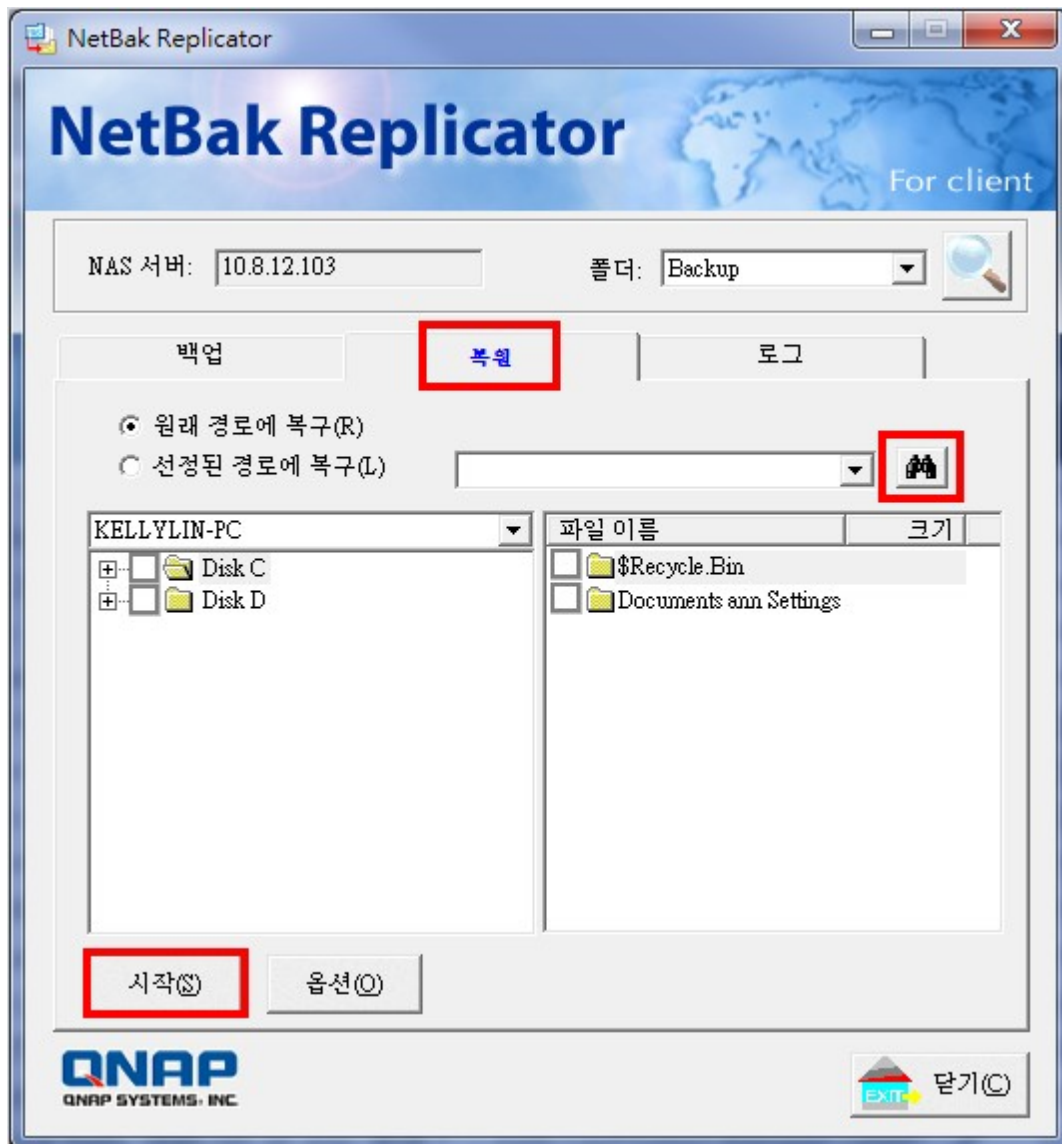 NetBak Replicator
NetBak Replicator
For client
NAS 서버: 10.8.12.103 폴더: Backup
백업 복원 로그
원래 경로에 복구(R)
선정된 경로에 복구(L)
KELLYLIN-PC 파일 이름 크기
Disk C $Recycle.Bin
Disk D Documents ann Settings
시작(S) 옵션(O)
QNAP
QNAP SYSTEMS, INC.
EXIT 닫기(C)